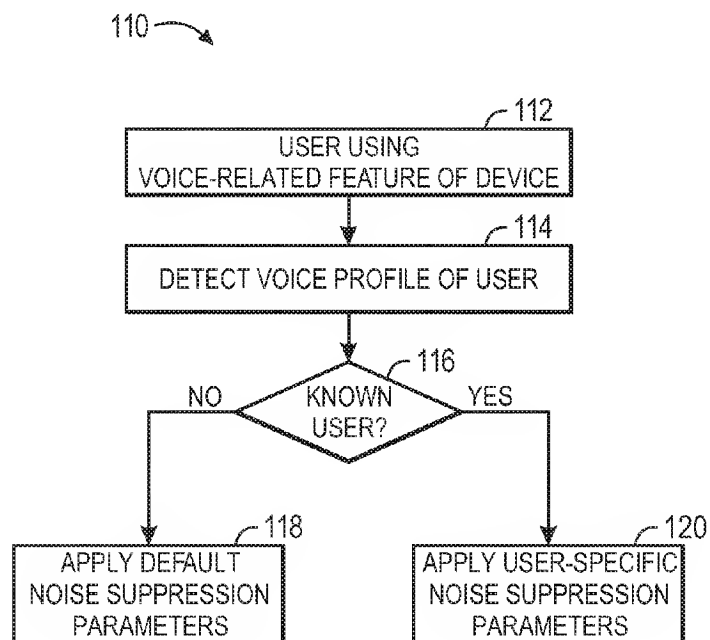 110
112
USER USING
VOICE-RELATED FEATURE OF DEVICE
114
DETECT VOICE PROFILE OF USER
116
NO
KNOWN
USER?
YES
118
APPLY DEFAULT
NOISE SUPPRESSION
PARAMETERS
120
APPLY USER-SPECIFIC
NOISE SUPPRESSION
PARAMETERS